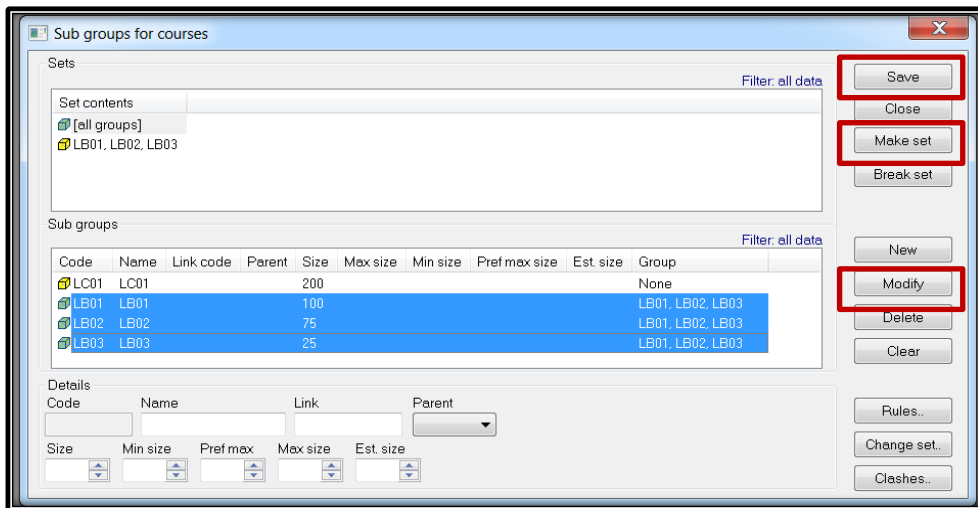 Sub groups for courses
Sets
Filter: all data
Set contents
[all groups]
LB01, LB02, LB03
Save
Close
Make set
Break set
Sub groups
Filter: all data
Code Name Link code Parent Size Max size Min size Pref max size Est. size Group
LC01 LC01 200 None
LB01 LB01 100 LB01, LB02, LB03
LB02 LB02 75 LB01, LB02, LB03
LB03 LB03 25 LB01, LB02, LB03
New
Modify
Delete
Clear
Details
Code Name Link Parent
Size Min size Pref max Max size Est. size
Rules..
Change set..
Clashes..